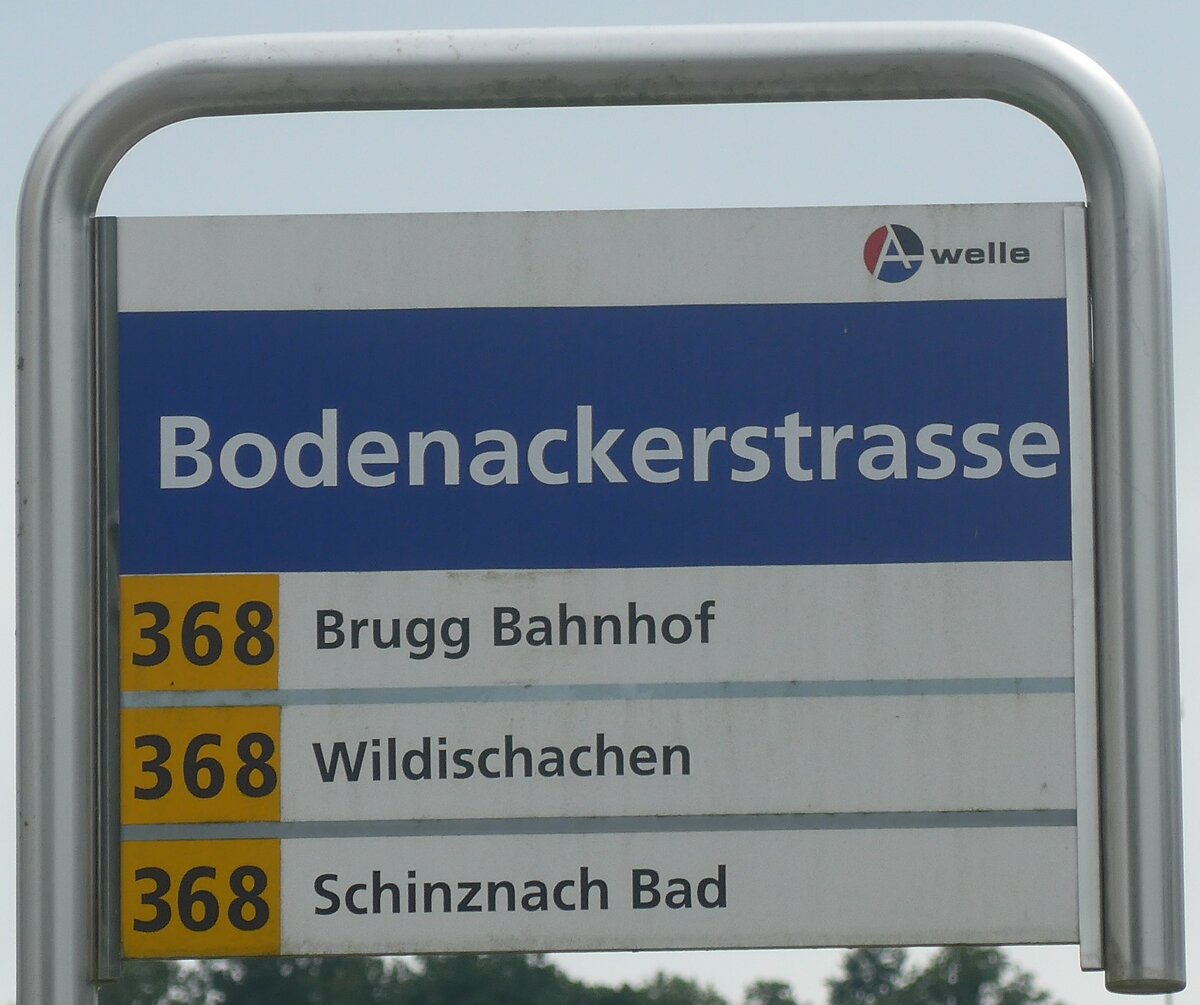 A-welle
Bodenackerstrasse
368 Brugg Bahnhof
368 Wildischachen
368 Schinznach Bad